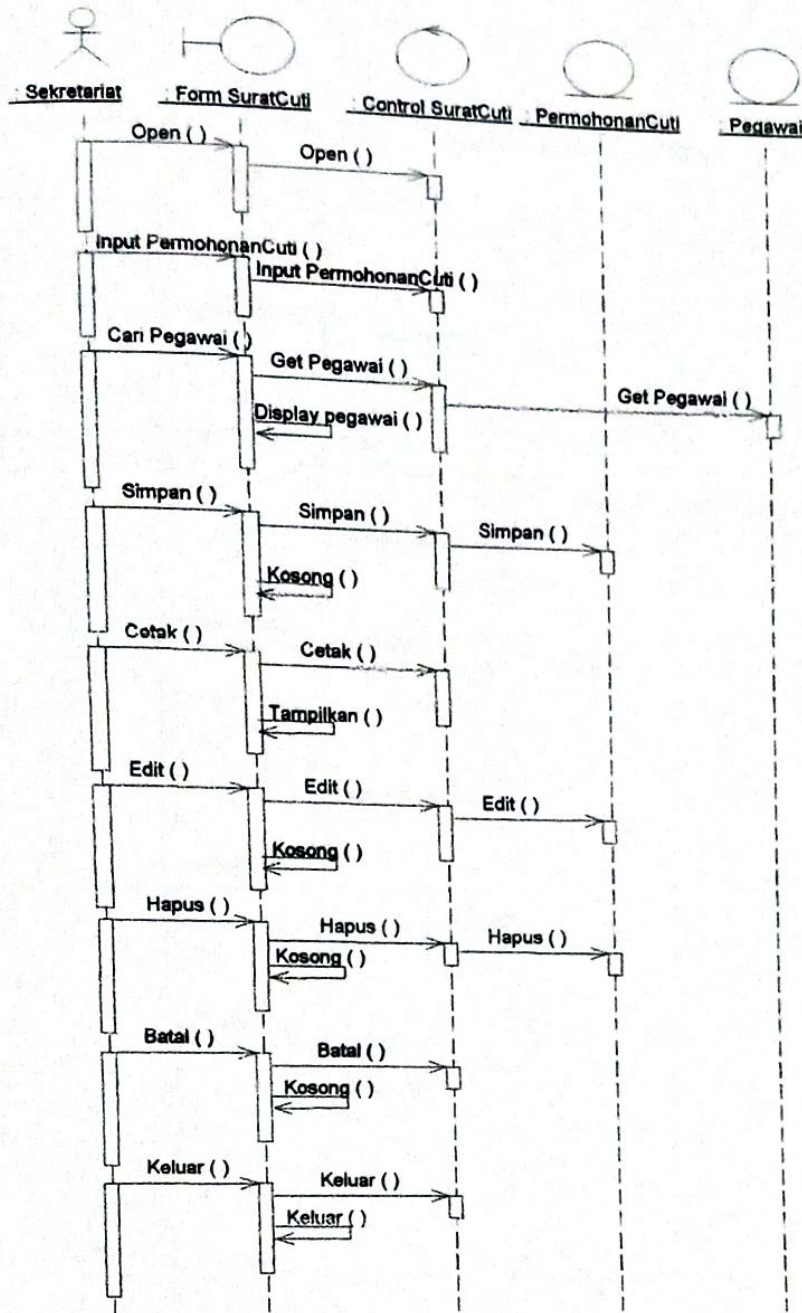 : Sekretariat
: Form SuratCuti
: Control SuratCuti
: PermohonanCuti
: Pegawai
Open ( )
Open ( )
Input PermohonanCuti ( )
Input PermohonanCuti ( )
Cari Pegawai ( )
Get Pegawai ( )
Get Pegawai ( )
Display pegawai ( )
Simpan ( )
Simpan ( )
Simpan ( )
Kosong ( )
Cetak ( )
Cetak ( )
Tampilkan ( )
Edit ( )
Edit ( )
Edit ( )
Kosong ( )
Hapus ( )
Hapus ( )
Hapus ( )
Kosong ( )
Batal ( )
Batal ( )
Kosong ( )
Keluar ( )
Keluar ( )
Keluar ( )